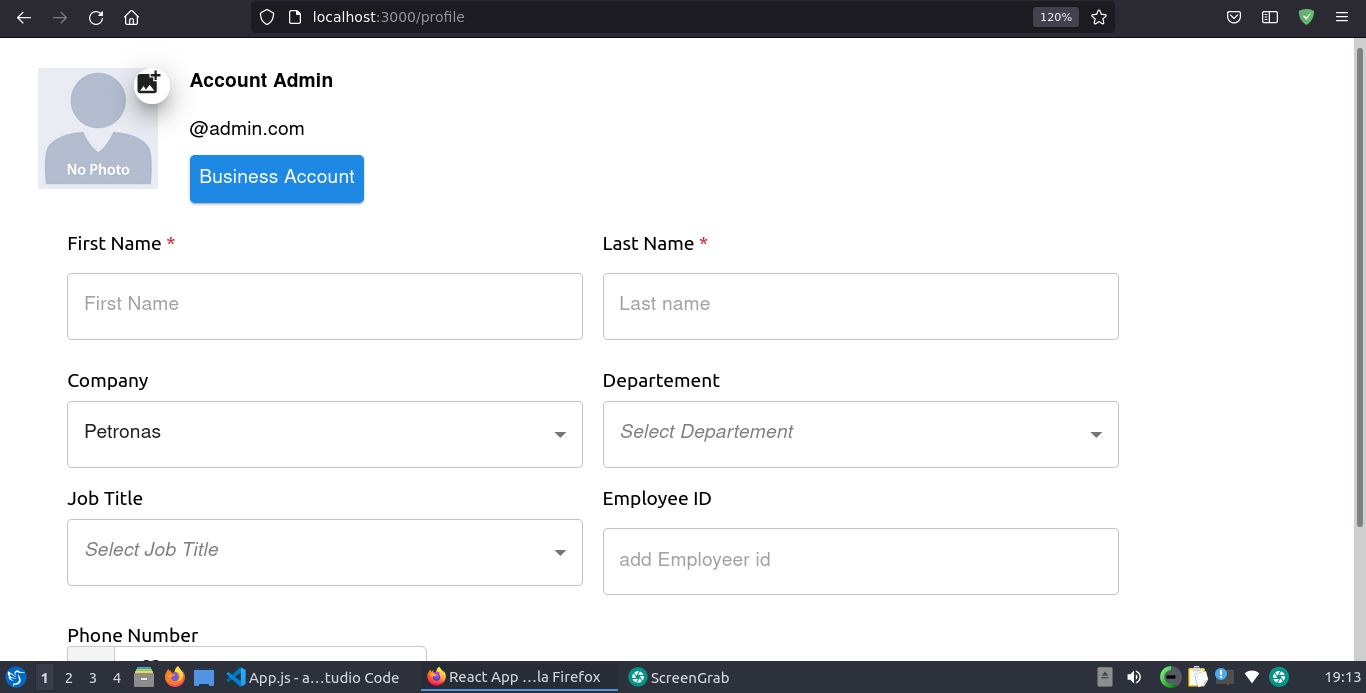 localhost:3000/profile
120%
Account Admin
@admin.com
No Photo
Business Account
First Name *
Last Name *
First Name
Last name
Company
Departement
Petronas
Select Departement
Job Title
Employee ID
Select Job Title
add Employeer id
Phone Number
1 2 3 4 App.js - a...tudio Code React App ...la Firefox ScreenGrab 19:13